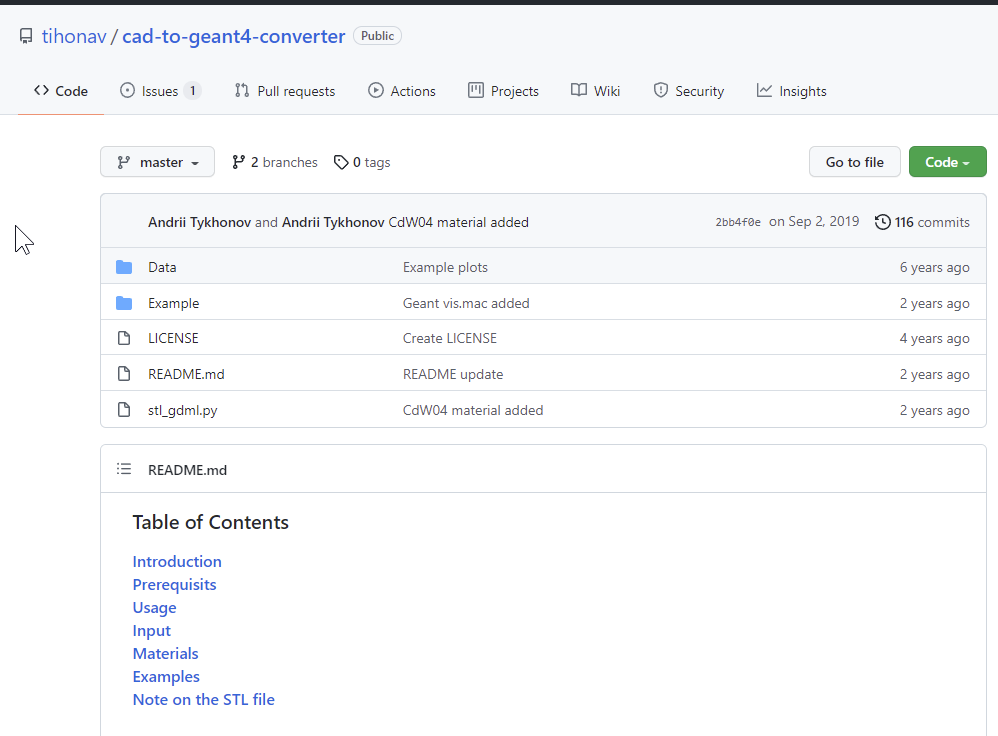 tihonav / cad-to-geant4-converter Public
Code Issues 1 Pull requests Actions Projects Wiki Security Insights
master 2 branches 0 tags Go to file Code
Andrii Tykhonov and Andrii Tykhonov CdW04 material added 2bb4f0e on Sep 2, 2019 116 commits
Data Example plots 6 years ago
Example Geant vis.mac added 2 years ago
LICENSE Create LICENSE 4 years ago
README.md README update 2 years ago
stl_gdml.py CdW04 material added 2 years ago
README.md
Table of Contents
Introduction
Prerequisits
Usage
Input
Materials
Examples
Note on the STL file